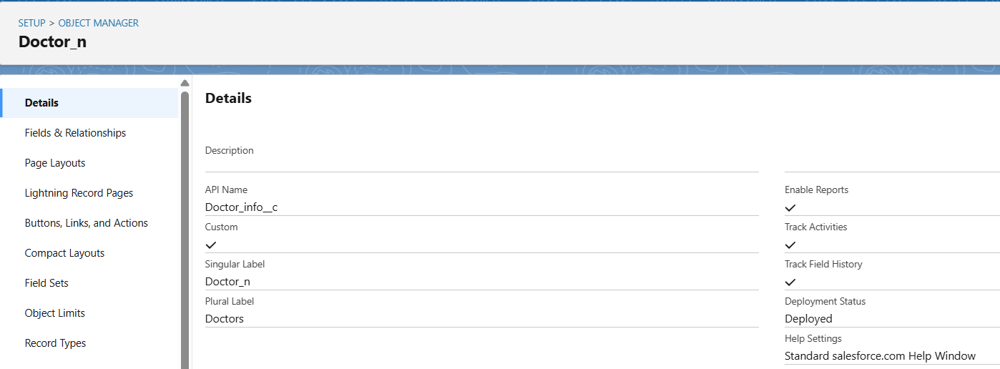 SETUP > OBJECT MANAGER
Doctor_n
Details
Fields & Relationships
Page Layouts
Lightning Record Pages
Buttons, Links, and Actions
Compact Layouts
Field Sets
Object Limits
Record Types
Details
Description
API Name
Doctor_info__c
Custom
Singular Label
Doctor_n
Plural Label
Doctors
Enable Reports
Track Activities
Track Field History
Deployment Status
Deployed
Help Settings
Standard salesforce.com Help Window